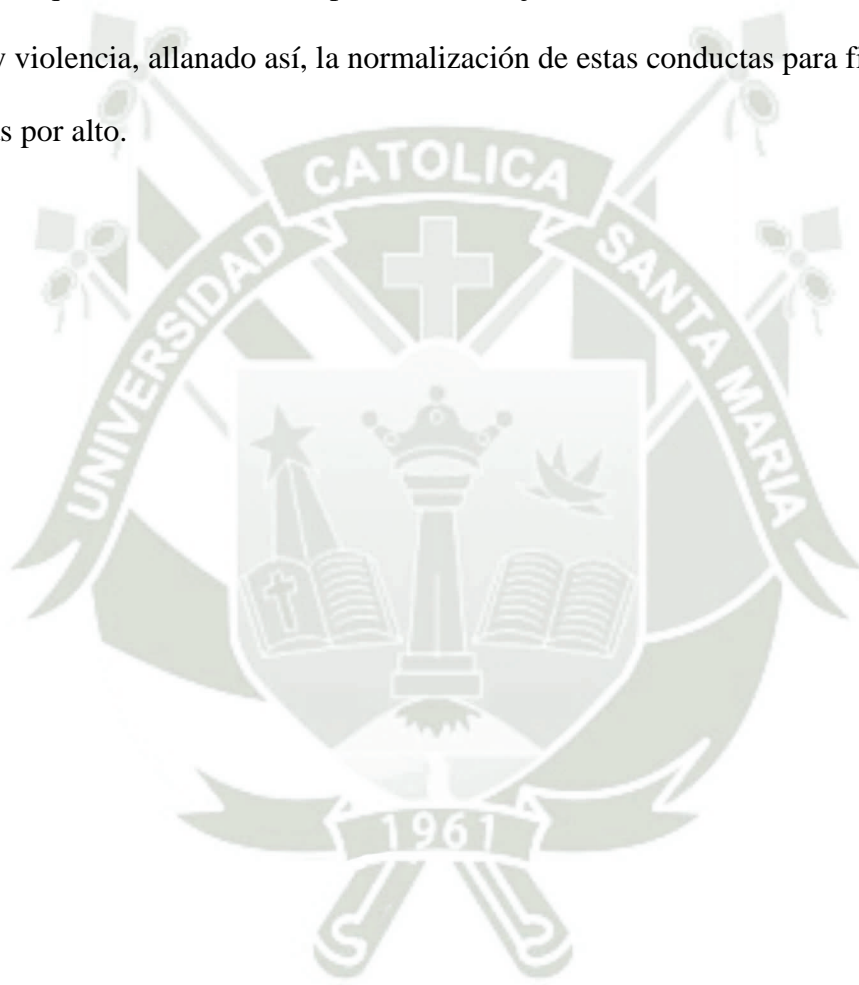 y violencia, allanado así, la normalización de estas conductas para
s por alto.
CATOLICA
UNIVERSIDAD
SANTA MARIA
1961